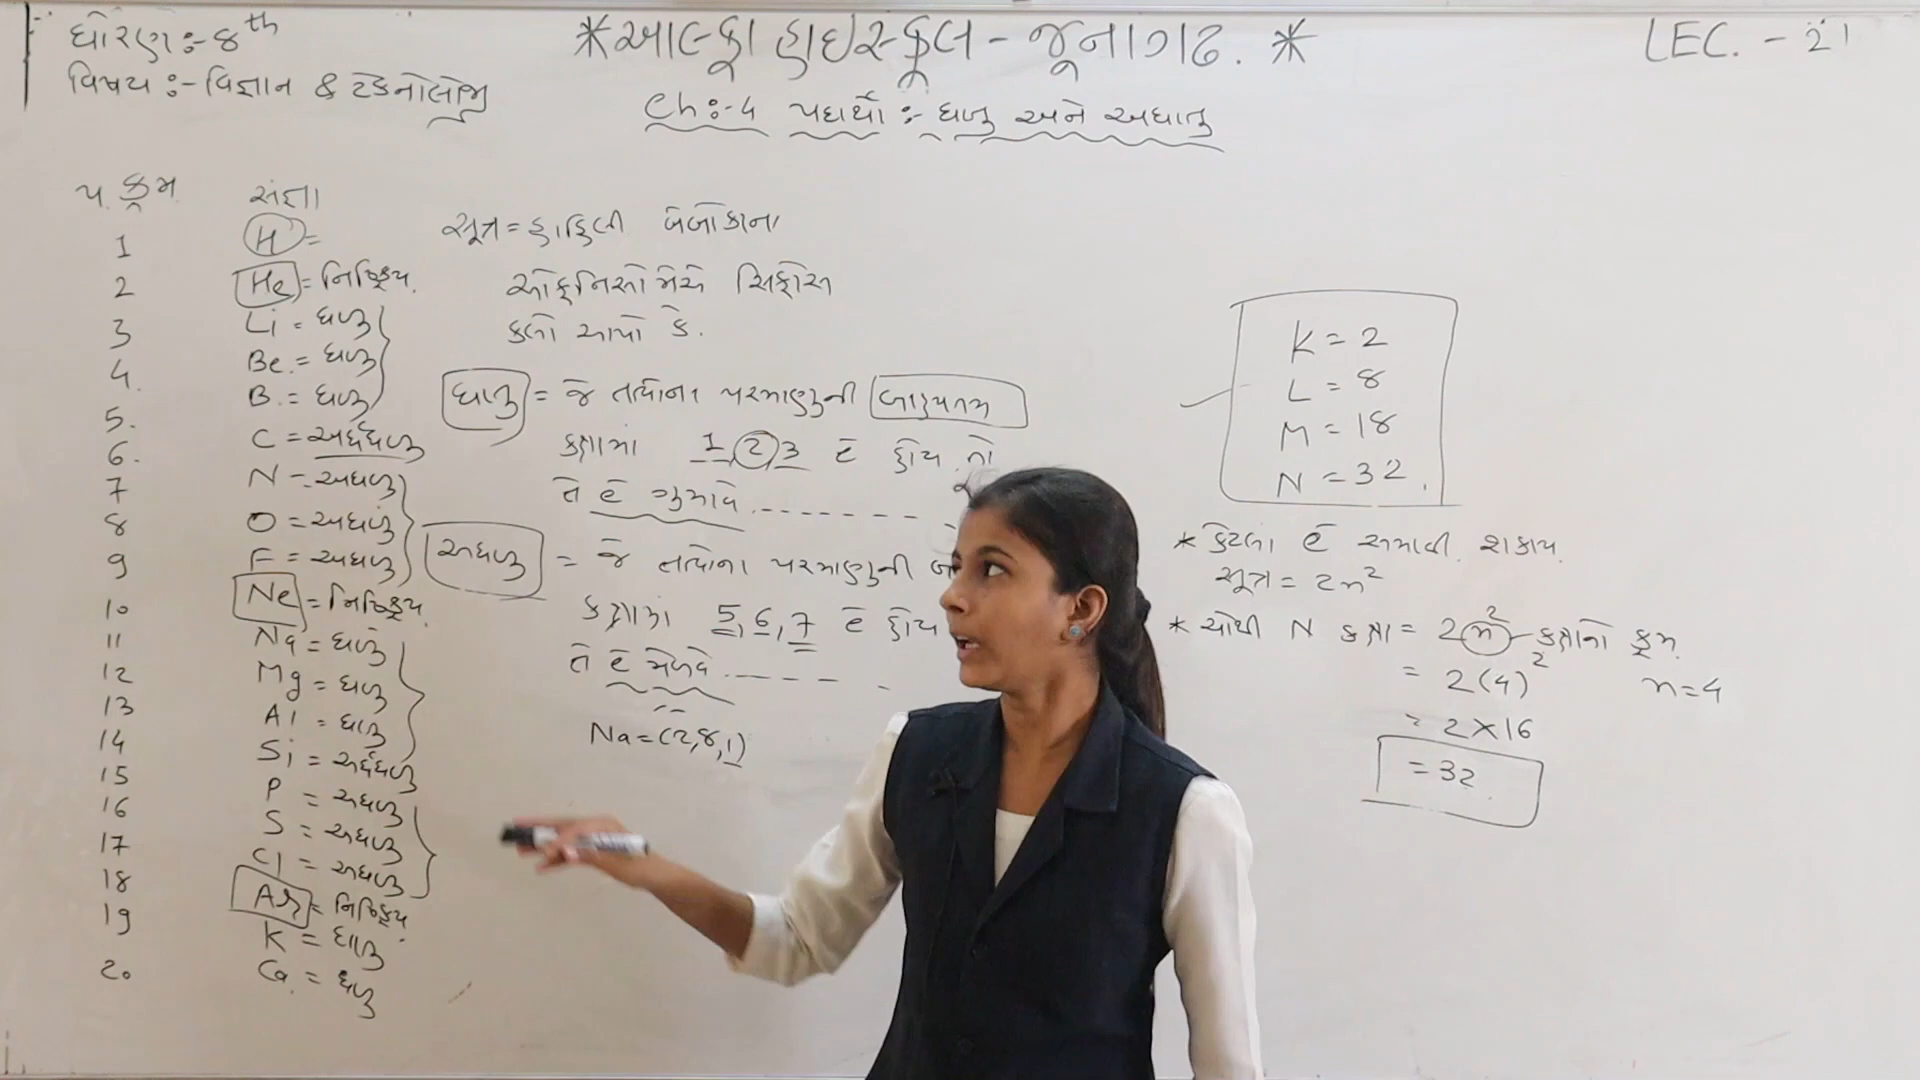 ધોરણ :- 8th
વિષય :- વિજ્ઞાન & ટેકનોલોજી
* આલ્ફા હાઇસ્કૂલ - જૂનાગઢ. *
LEC. - 21
Ch :- 4 પદાર્થો :- ધાતુ અને અધાતુ
પ. ક્રમ સંજ્ઞા
1 H =
2 He = નિષ્ક્રિય.
3 Li = ધાતુ
4. Be = ધાતુ
5. B = ધાતુ
6. C = અર્ધધાતુ
7 N = અધાતુ
8 O = અધાતુ
9 F = અધાતુ
10 Ne = નિષ્ક્રિય
11 Na = ધાતુ
12 Mg = ધાતુ
13 Al = ધાતુ
14 Si = અર્ધધાતુ
15 P = અધાતુ
16 S = અધાતુ
17 Cl = અધાતુ
18 Ar = નિષ્ક્રિય.
19 K = ધાતુ
20 Ca = ધાતુ
સૂત્ર = હાહિલી બેબોકાના
ઓફનિસોમેએ સિફોસ
કલો આપો કે.
ધાતુ = જે તત્વોના પરમાણુની બાહ્યતમ
કક્ષામાં 1, 2, 3 e હોય તો
તે e ગુમાવે - - - - - - -
અધાતુ = જે તત્વોના પરમાણુની
કક્ષામાં 5, 6, 7 e હોય
તે e મેળવે - - - - - -
Na = (2,8,1)
K = 2
L = 8
M = 18
N = 32
* કેટલા e સમાવી શકાય.
સૂત્ર = 2n²
* ચોથી N કક્ષા = 2n² - કક્ષાનો ક્રમ
= 2(4)² n = 4
= 2 x 16
= 32